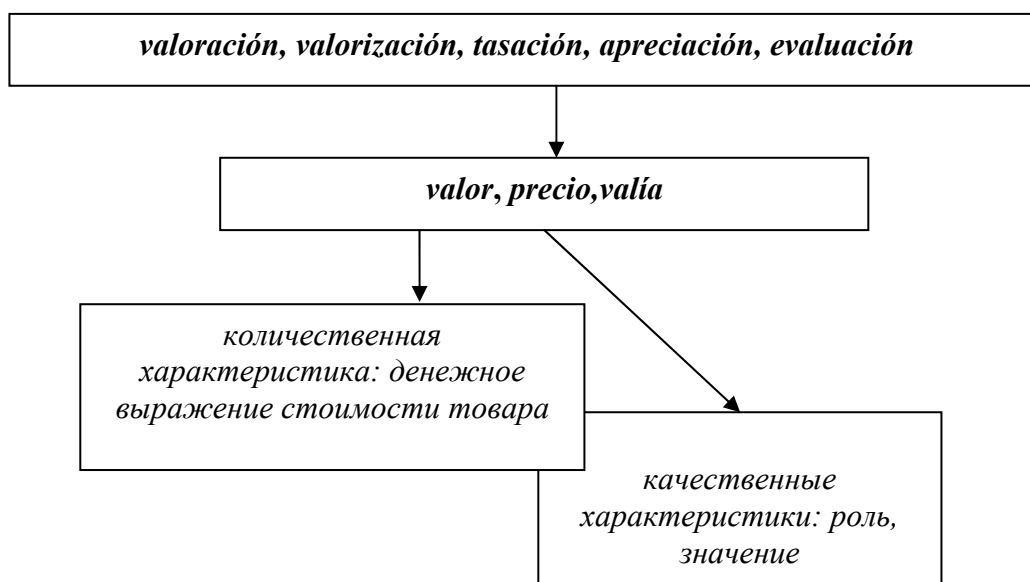 valoración, valorización, tasación, apreciación, evaluación
valor, precio,valía
количественная
характеристика: денежное
выражение стоимости товара
качественные
характеристики: роль,
значение